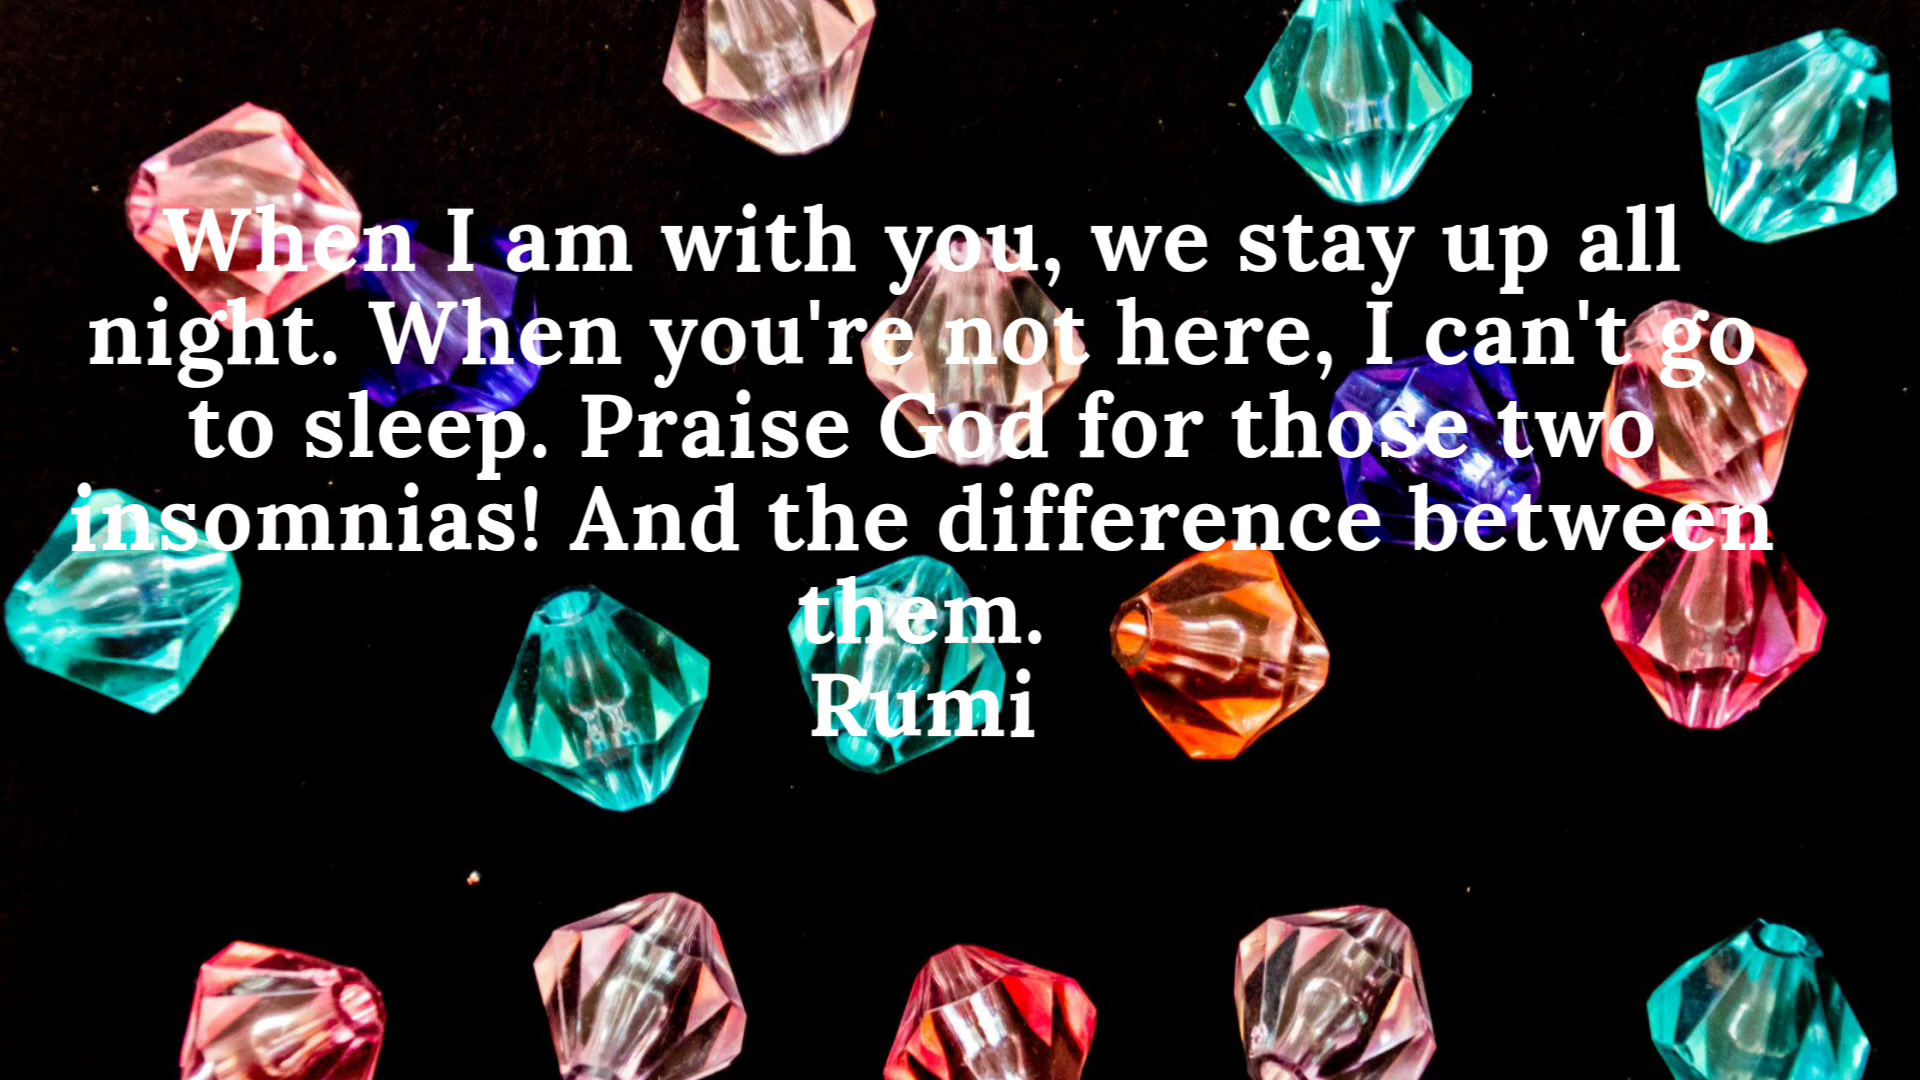 When I am with you, we stay up all
night. When you're not here, I can't go
to sleep. Praise God for those two
insomnias! And the difference between
them.
Rumi